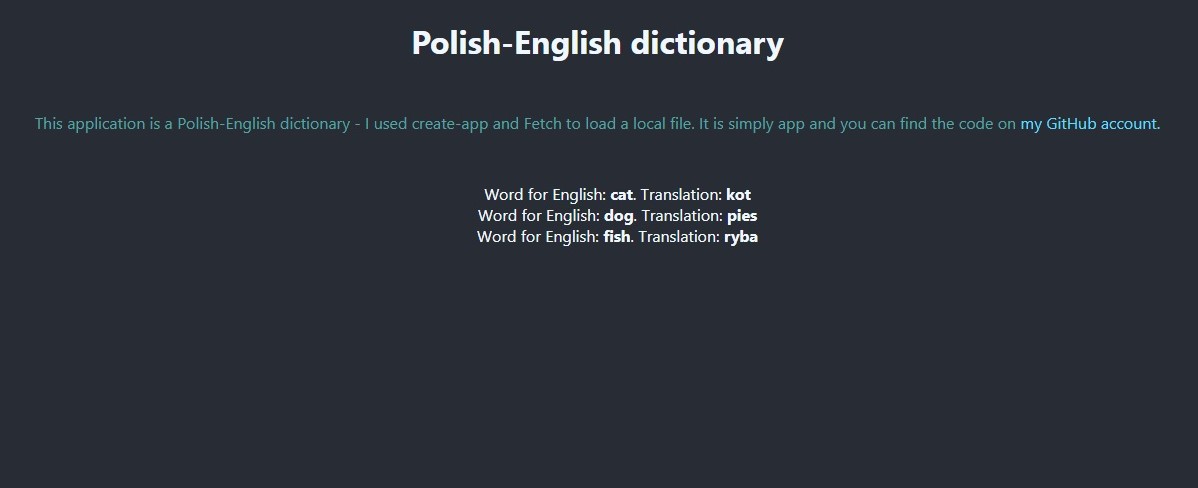 Polish-English dictionary
This application is a Polish-English dictionary - I used create-app and Fetch to load a local file. It is simply app and you can find the code on my GitHub account.
Word for English: cat. Translation: kot
Word for English: dog. Translation: pies
Word for English: fish. Translation: ryba